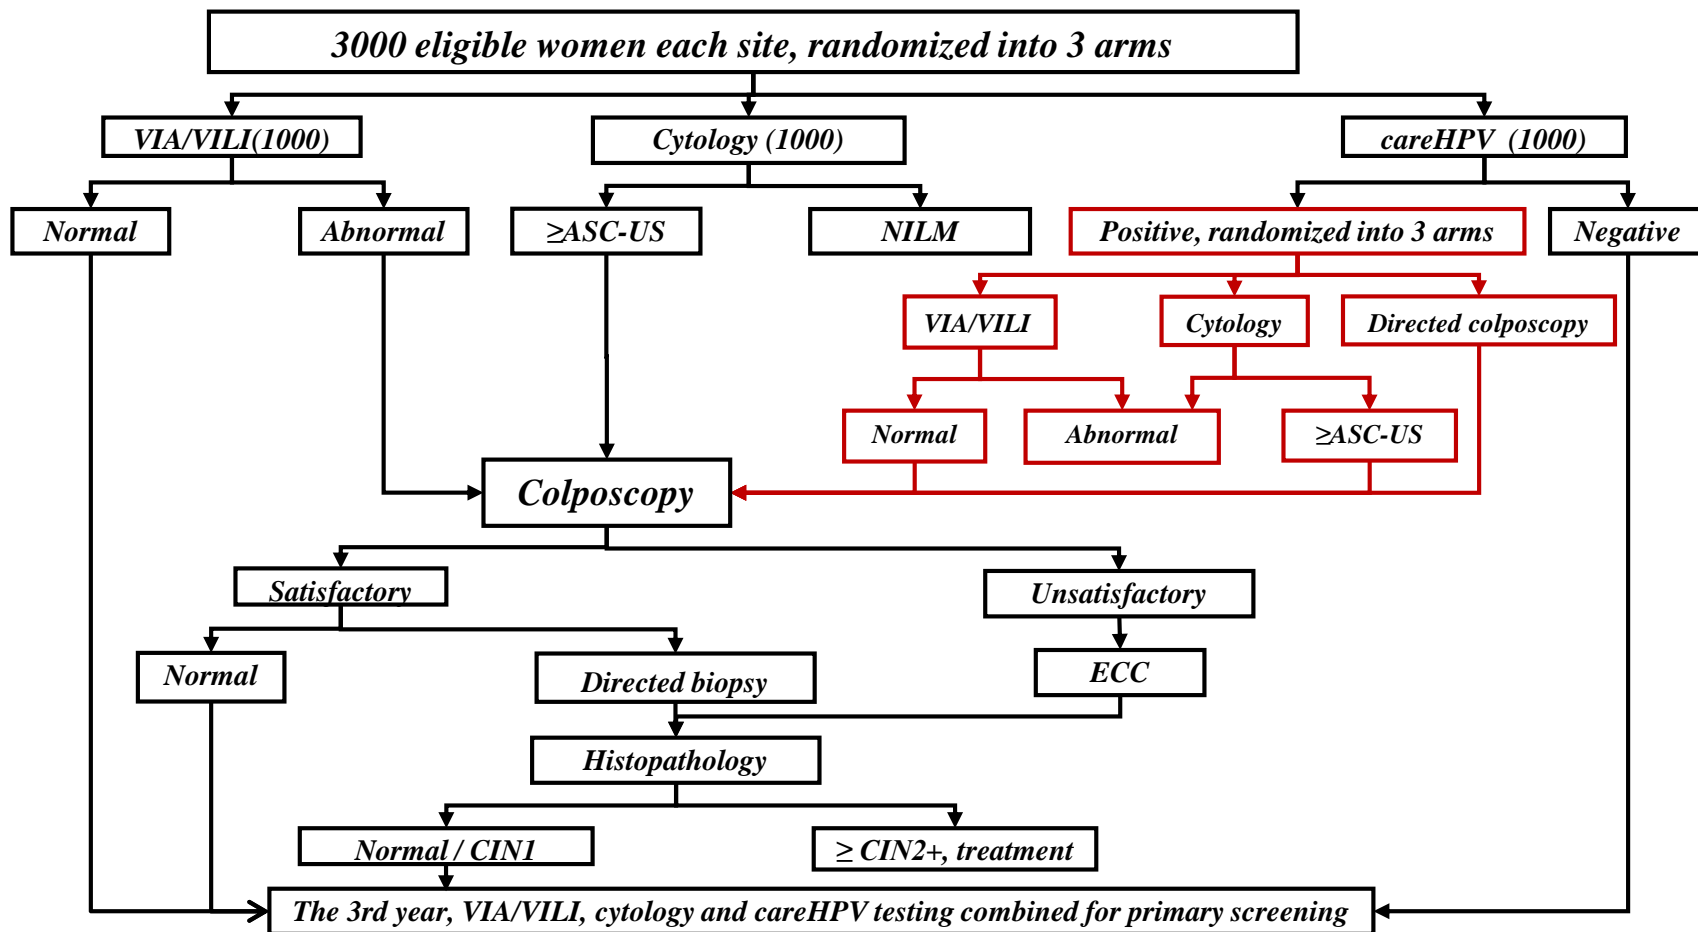 3000 eligible women each site, randomized into 3 arms
VIA/VILI(1000)
Cytology (1000)
careHPV (1000)
Normal
Abnormal
≥ASC-US
NILM
Positive, randomized into 3 arms
Negative
VIA/VILI
Cytology
Directed colposcopy
Normal
Abnormal
≥ASC-US
Colposcopy
Satisfactory
Unsatisfactory
Normal
Directed biopsy
ECC
Histopathology
Normal / CIN1
≥ CIN2+, treatment
The 3rd year, VIA/VILI, cytology and careHPV testing combined for primary screening